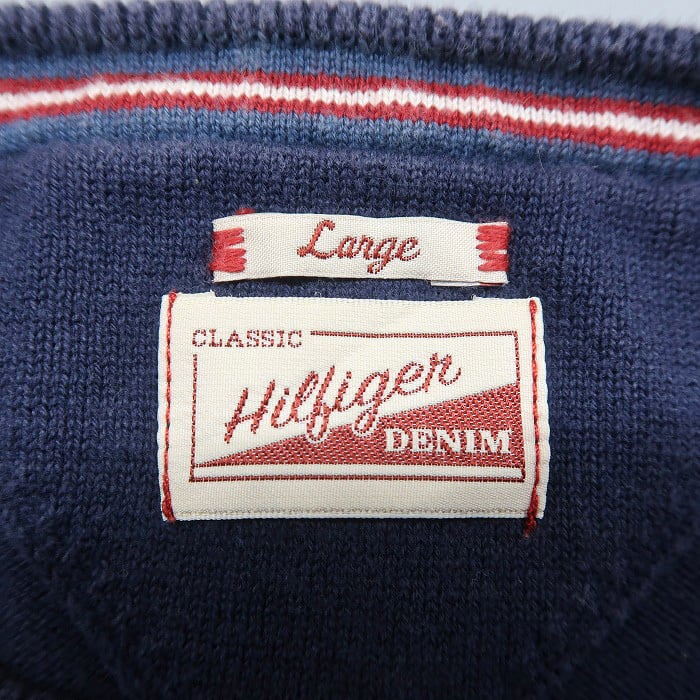 Large
CLASSIC
Hilfiger
DENIM